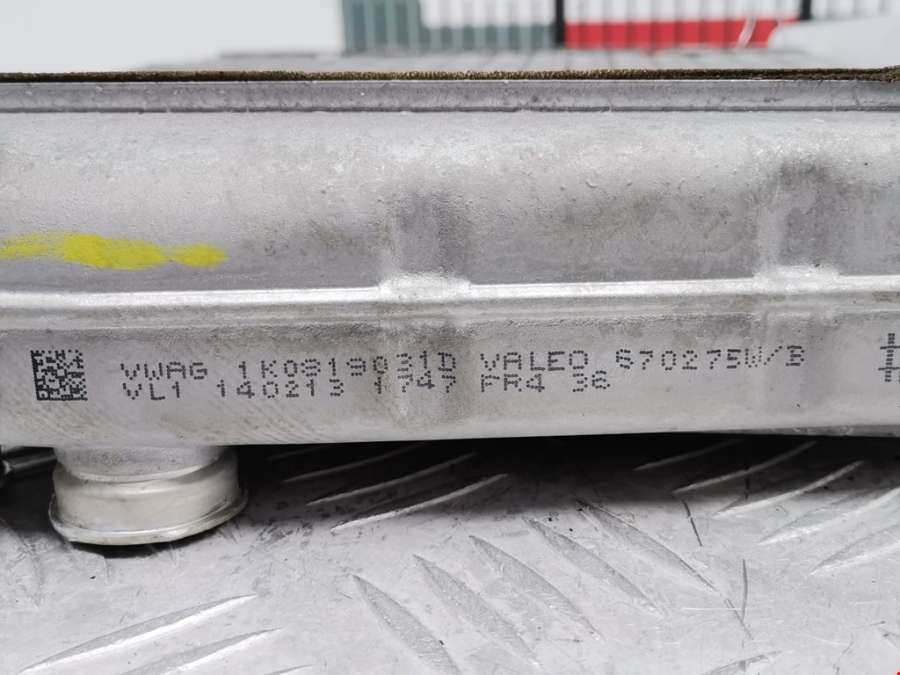 VWAG 1K0819031D VALEO 670275W/B
VL1 140213 1747 FR4 36